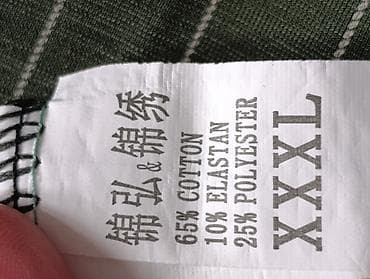 锦弘&锦绣
65% COTTON
10% ELASTAN
25% POLYESTER
XXXL